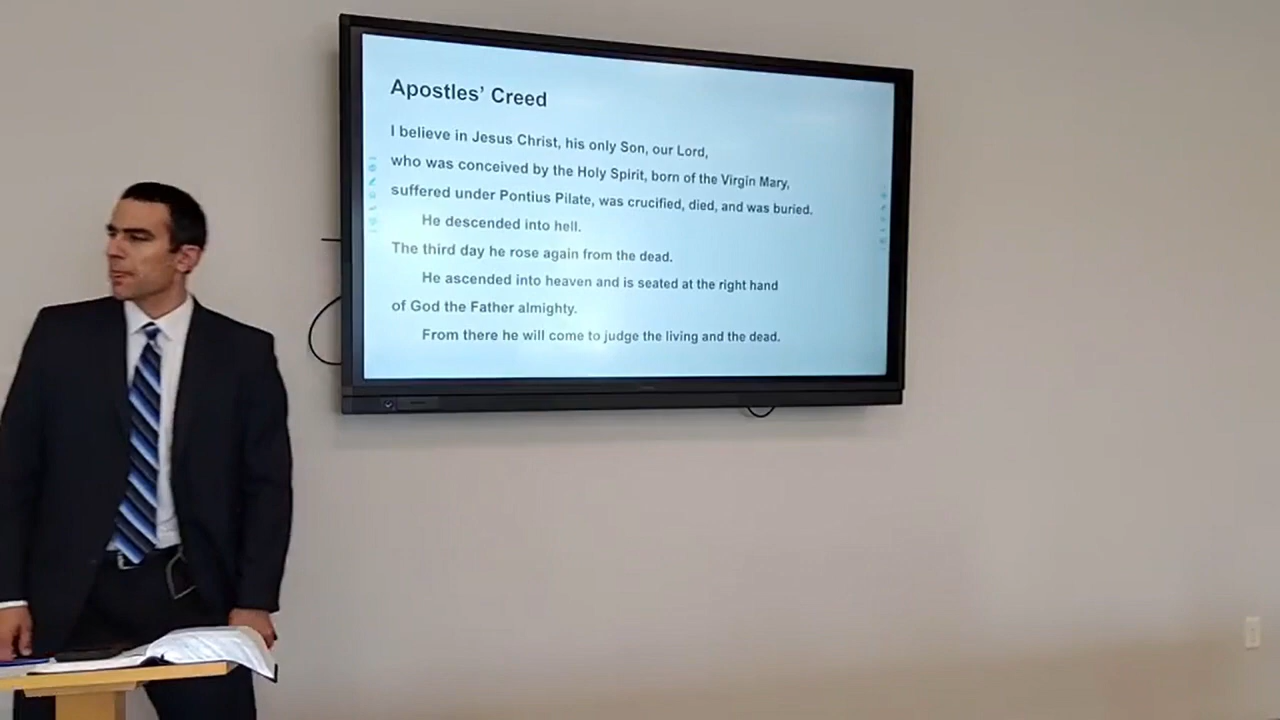 Apostles’ Creed
I believe in Jesus Christ, his only Son, our Lord,
who was conceived by the Holy Spirit, born of the Virgin Mary,
suffered under Pontius Pilate, was crucified, died, and was buried.
He descended into hell.
The third day he rose again from the dead.
He ascended into heaven and is seated at the right hand
of God the Father almighty.
From there he will come to judge the living and the dead.